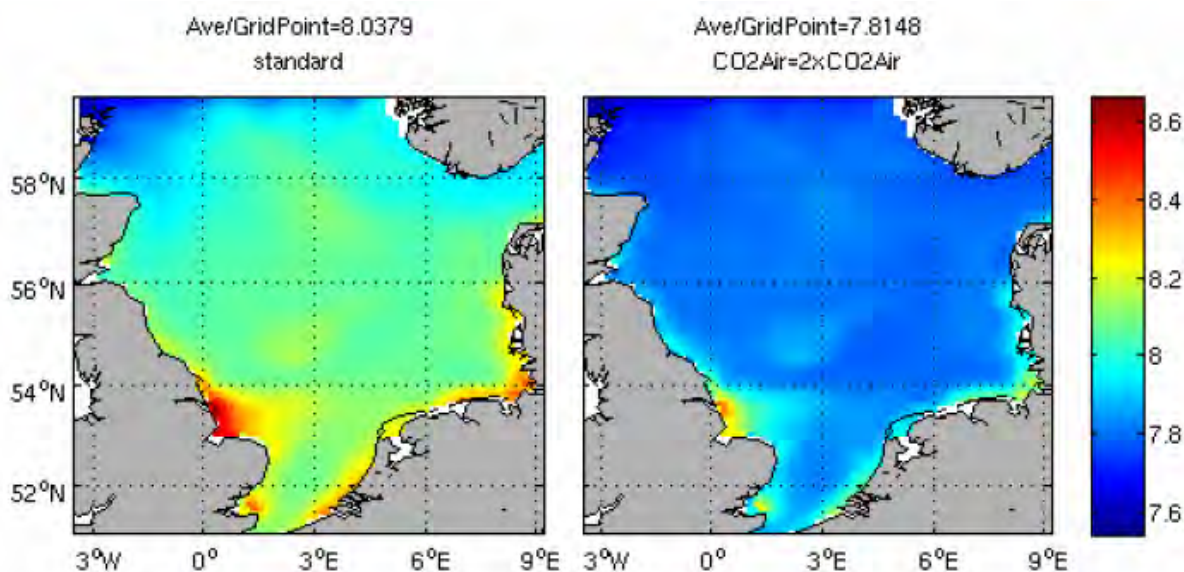 Ave/GridPoint=8.0379
standard
Ave/GridPoint=7.8148
CO2Air=2xCO2Air
58°N
56°N
54°N
52°N
3°W 0° 3°E 6°E 9°E
3°W 0° 3°E 6°E 9°E
8.6
8.4
8.2
8
7.8
7.6